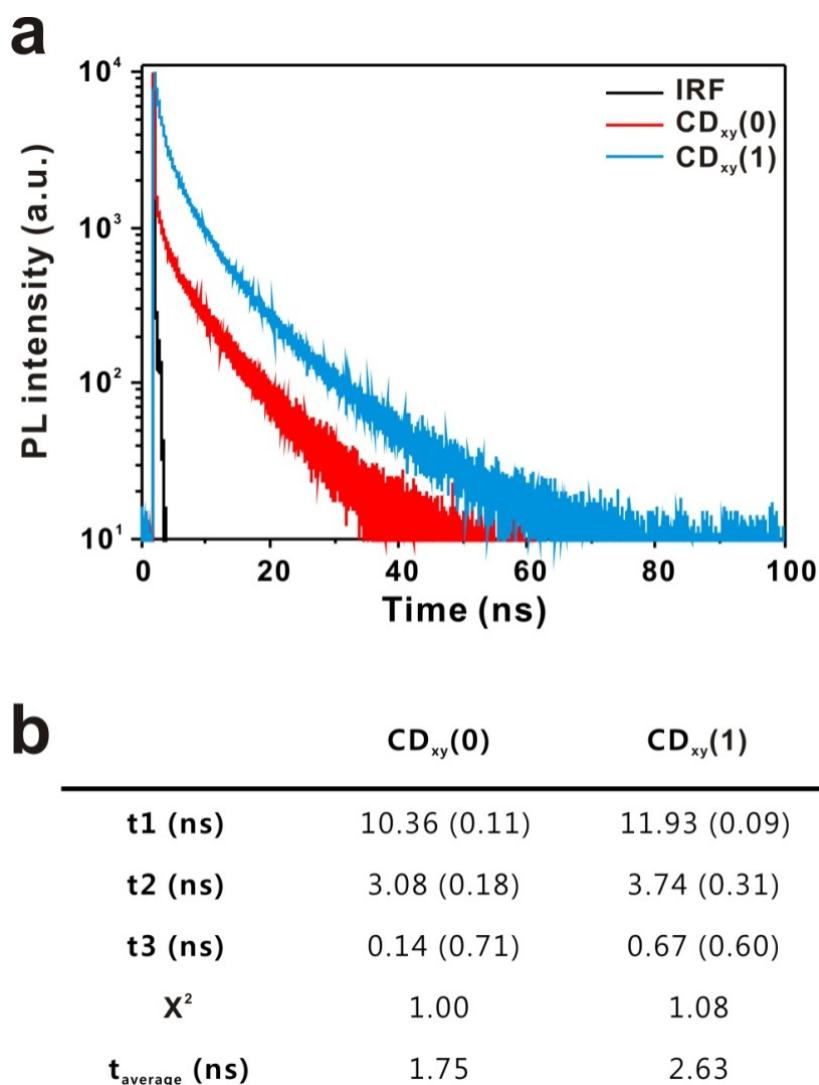 a
10⁴
10³
10²
10¹
PL intensity (a.u.)
IRF
CDxy(0)
CDxy(1)
0 20 40 60 80 100
Time (ns)
b
CDxy(0) CDxy(1)
t1 (ns) 10.36 (0.11) 11.93 (0.09)
t2 (ns) 3.08 (0.18) 3.74 (0.31)
t3 (ns) 0.14 (0.71) 0.67 (0.60)
X² 1.00 1.08
taverage (ns) 1.75 2.63